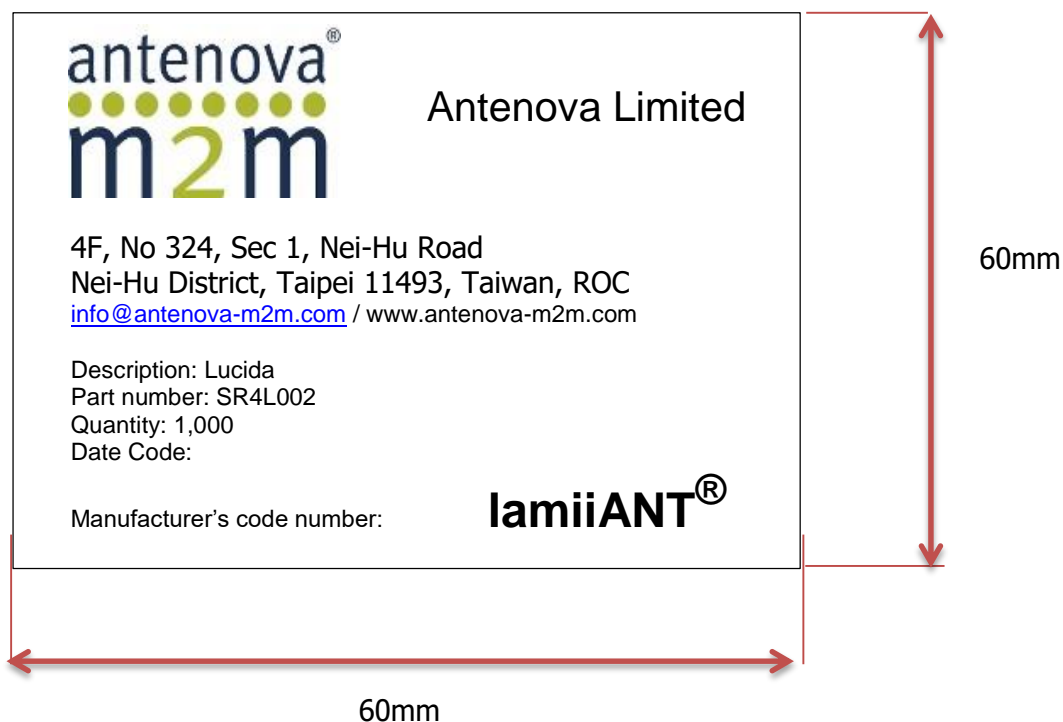 antenova®
m2m
Antenova Limited
4F, No 324, Sec 1, Nei-Hu Road
Nei-Hu District, Taipei 11493, Taiwan, ROC
info@antenova-m2m.com / www.antenova-m2m.com
Description: Lucida
Part number: SR4L002
Quantity: 1,000
Date Code:
Manufacturer’s code number:
lamiiANT®
60mm
60mm